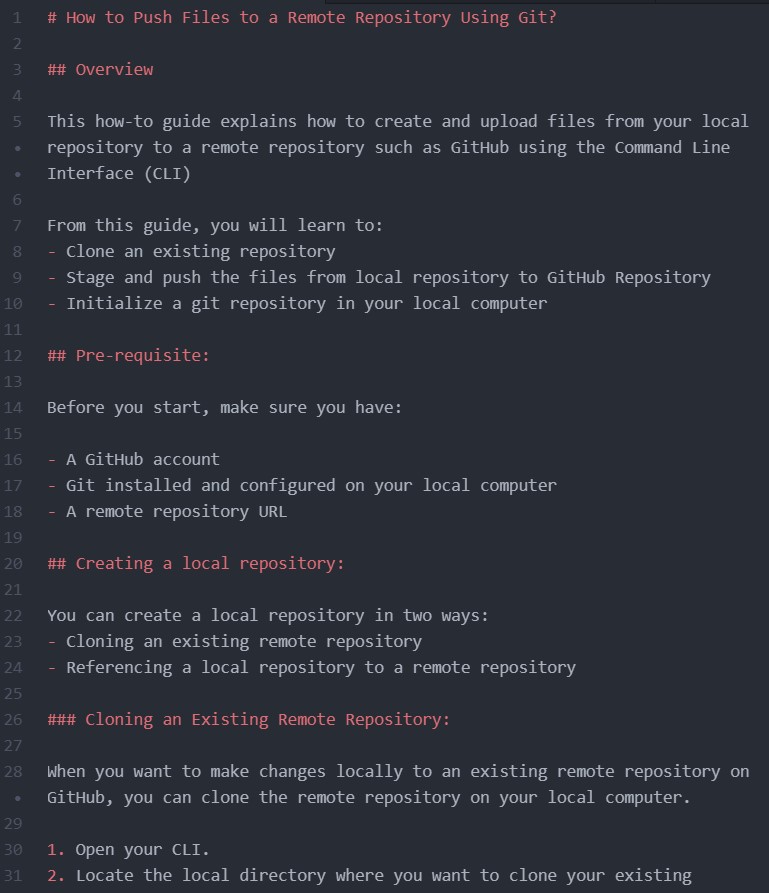 1 # How to Push Files to a Remote Repository Using Git?
2
3 ## Overview
4
5 This how-to guide explains how to create and upload files from your local
• repository to a remote repository such as GitHub using the Command Line
• Interface (CLI)
6
7 From this guide, you will learn to:
8 - Clone an existing repository
9 - Stage and push the files from local repository to GitHub Repository
10 - Initialize a git repository in your local computer
11
12 ## Pre-requisite:
13
14 Before you start, make sure you have:
15
16 - A GitHub account
17 - Git installed and configured on your local computer
18 - A remote repository URL
19
20 ## Creating a local repository:
21
22 You can create a local repository in two ways:
23 - Cloning an existing remote repository
24 - Referencing a local repository to a remote repository
25
26 ### Cloning an Existing Remote Repository:
27
28 When you want to make changes locally to an existing remote repository on
• GitHub, you can clone the remote repository on your local computer.
29
30 1. Open your CLI.
31 2. Locate the local directory where you want to clone your existing